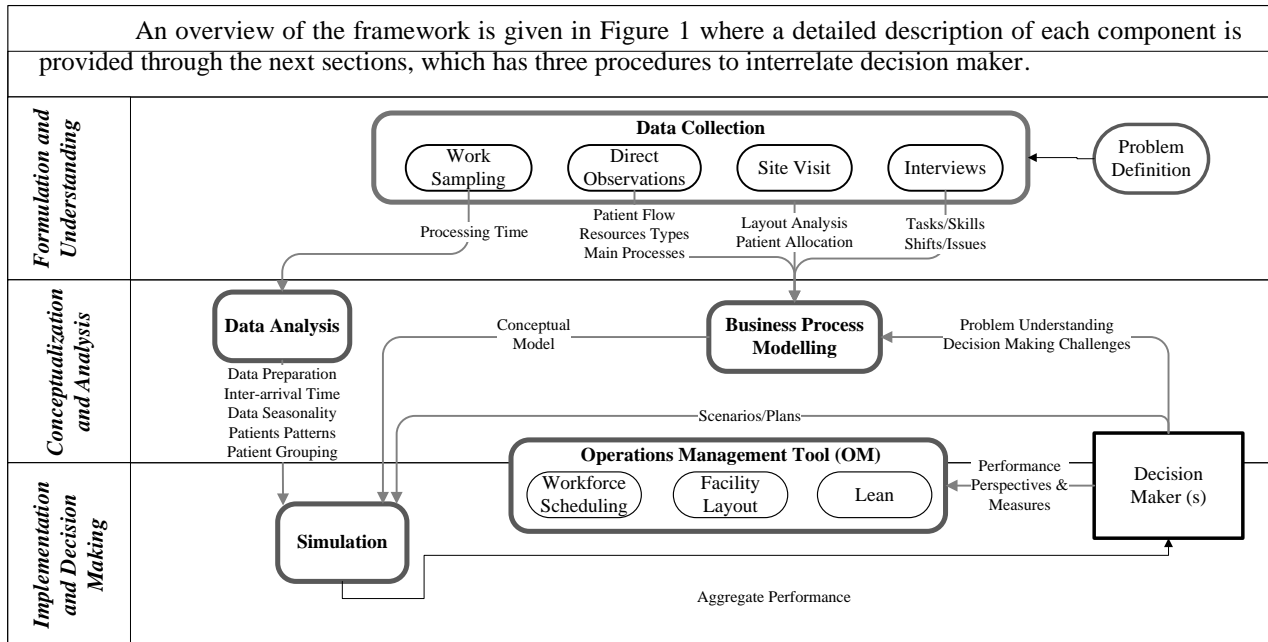 An overview of the framework is given in Figure 1 where a detailed description of each component is
provided through the next sections, which has three procedures to interrelate decision maker.
Formulation and
Understanding
Data Collection
Work
Sampling
Direct
Observations
Site Visit
Interviews
Problem
Definition
Processing Time
Patient Flow
Resources Types
Main Processes
Layout Analysis
Patient Allocation
Tasks/Skills
Shifts/Issues
Conceptualization
and Analysis
Data Analysis
Conceptual
Model
Business Process
Modelling
Problem Understanding
Decision Making Challenges
Data Preparation
Inter-arrival Time
Data Seasonality
Patients Patterns
Patient Grouping
Scenarios/Plans
Implementation
and Decision
Making
Operations Management Tool (OM)
Workforce
Scheduling
Facility
Layout
Lean
Performance
Perspectives &
Measures
Decision
Maker (s)
Simulation
Aggregate Performance